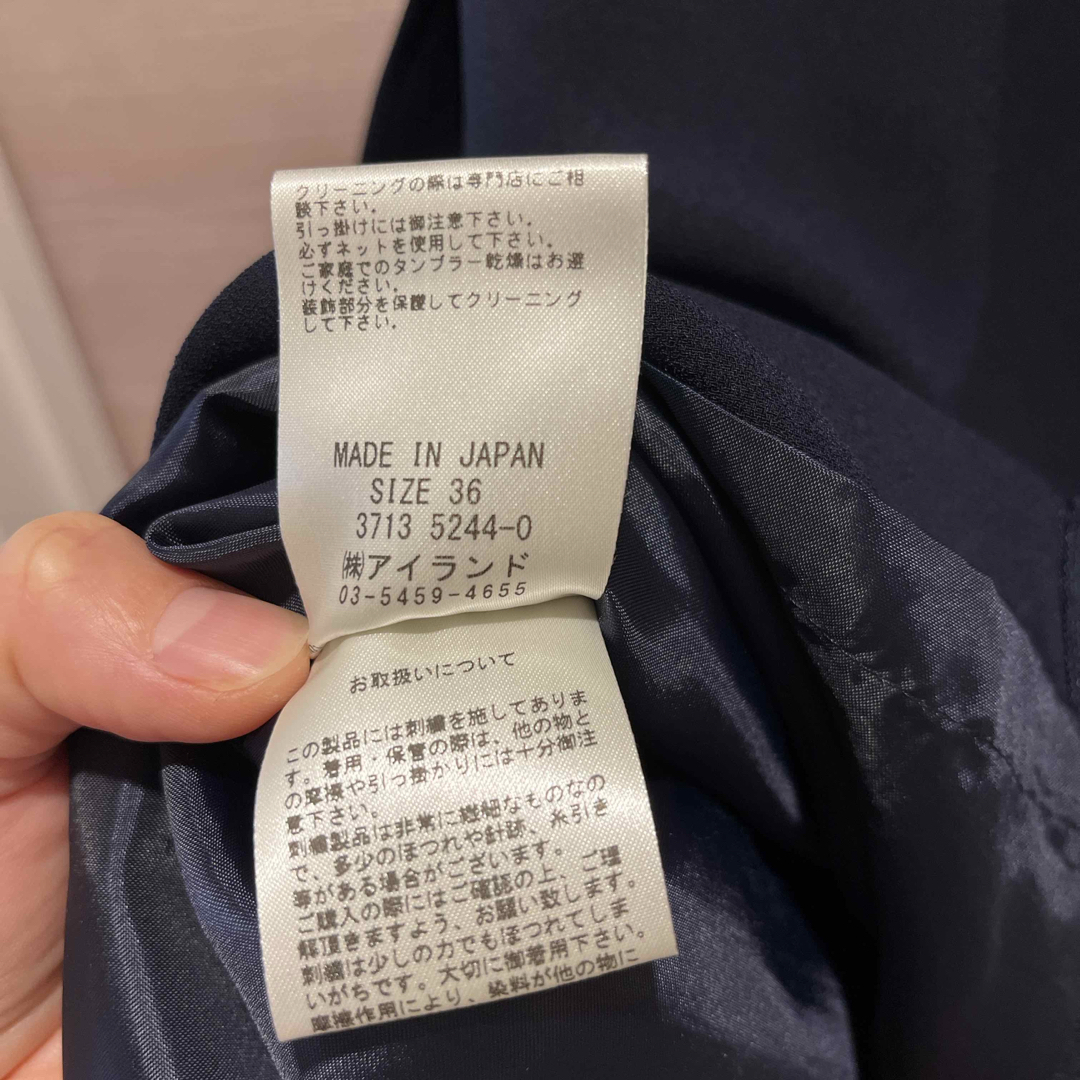 クリーニングの際は専門店にご相
談下さい。
引っ掛けには御注意下さい。
必ずネットを使用して下さい。
ご家庭でのタンブラー乾燥はお避
けください。
装飾部分を保護してクリーニング
して下さい。
MADE IN JAPAN
SIZE 36
3713 5244-0
㈱アイランド
03-5459-4655
お取扱いについて
この製品には刺繍を施してありま
す。着用・保管の際は、他の物と
の摩擦や引っ掛かりには十分御注
意下さい。
刺繍製品は非常に繊細なものなの
で、多少のほつれや針跡、糸引き
等がある場合がございます。
ご購入の際にはご確認の上、ご理
解頂きますよう、お願い致します。
刺繍は少しの力でもほつれてしま
いがちです。大切に御着用下さい。
摩擦作用により、染料が他の物に